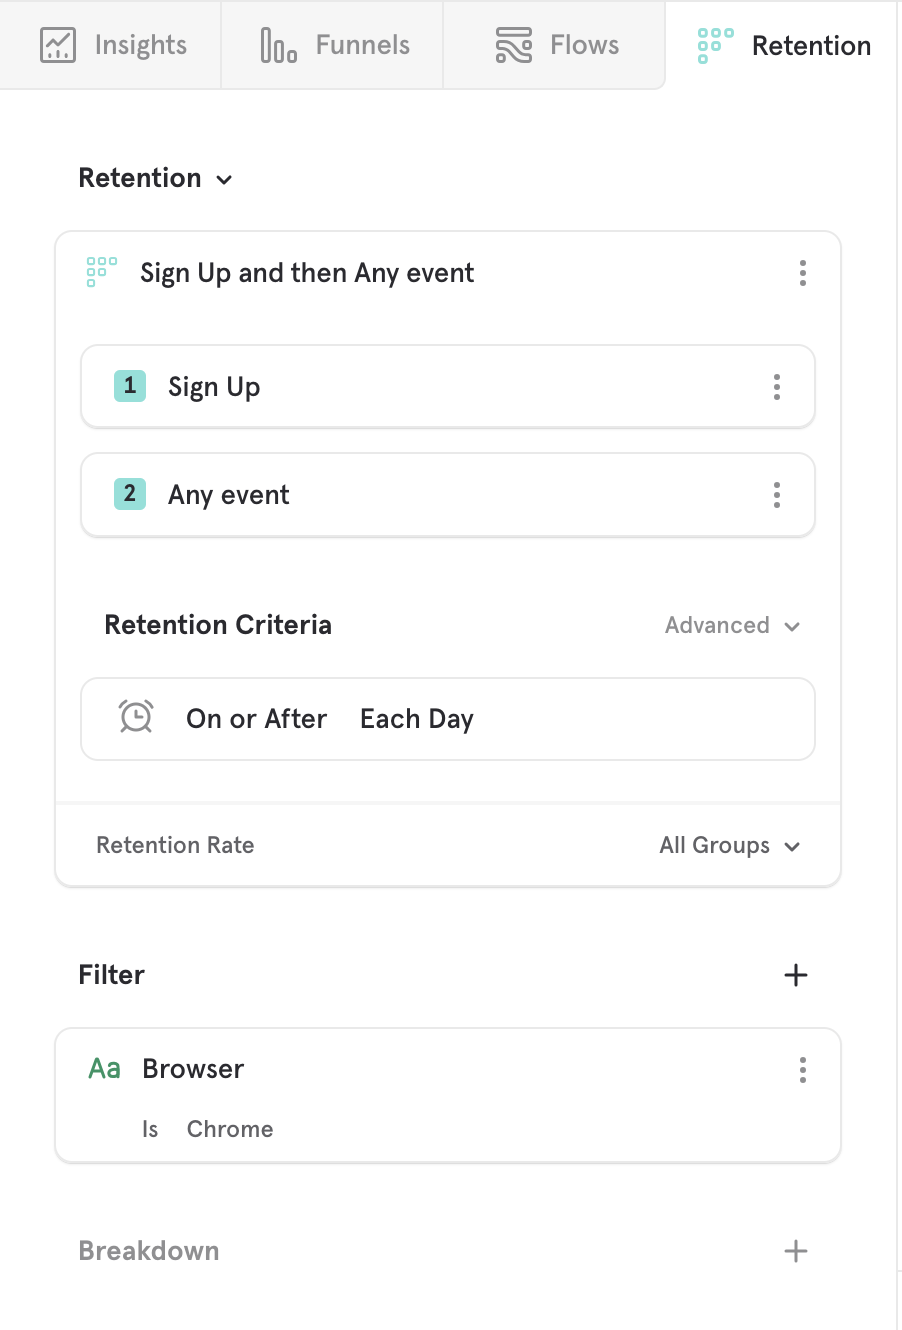 Insights Funnels Flows Retention
Retention
Sign Up and then Any event
1 Sign Up
2 Any event
Retention Criteria Advanced
On or After Each Day
Retention Rate All Groups
Filter
Aa Browser
Is Chrome
Breakdown